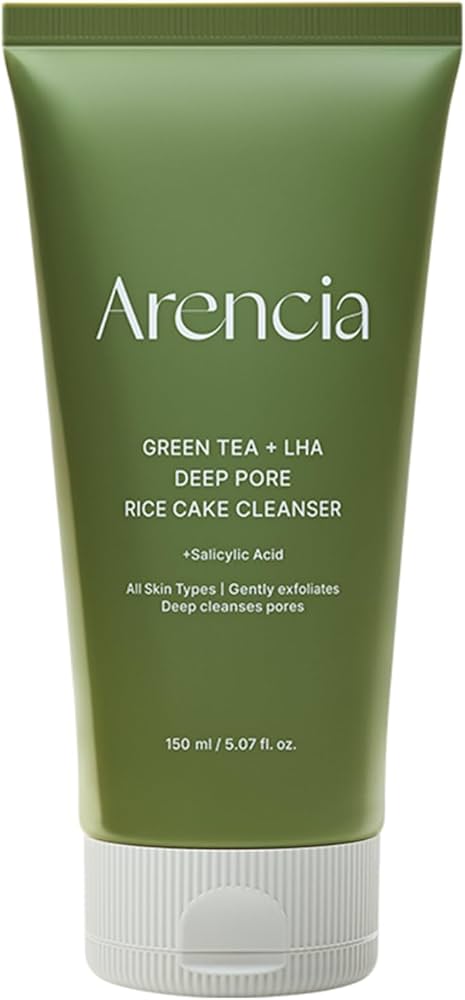 Arencia
GREEN TEA + LHA
DEEP PORE
RICE CAKE CLEANSER
+Salicylic Acid
All Skin Types | Gently exfoliates
Deep cleanses pores
150 ml / 5.07 fl. oz.